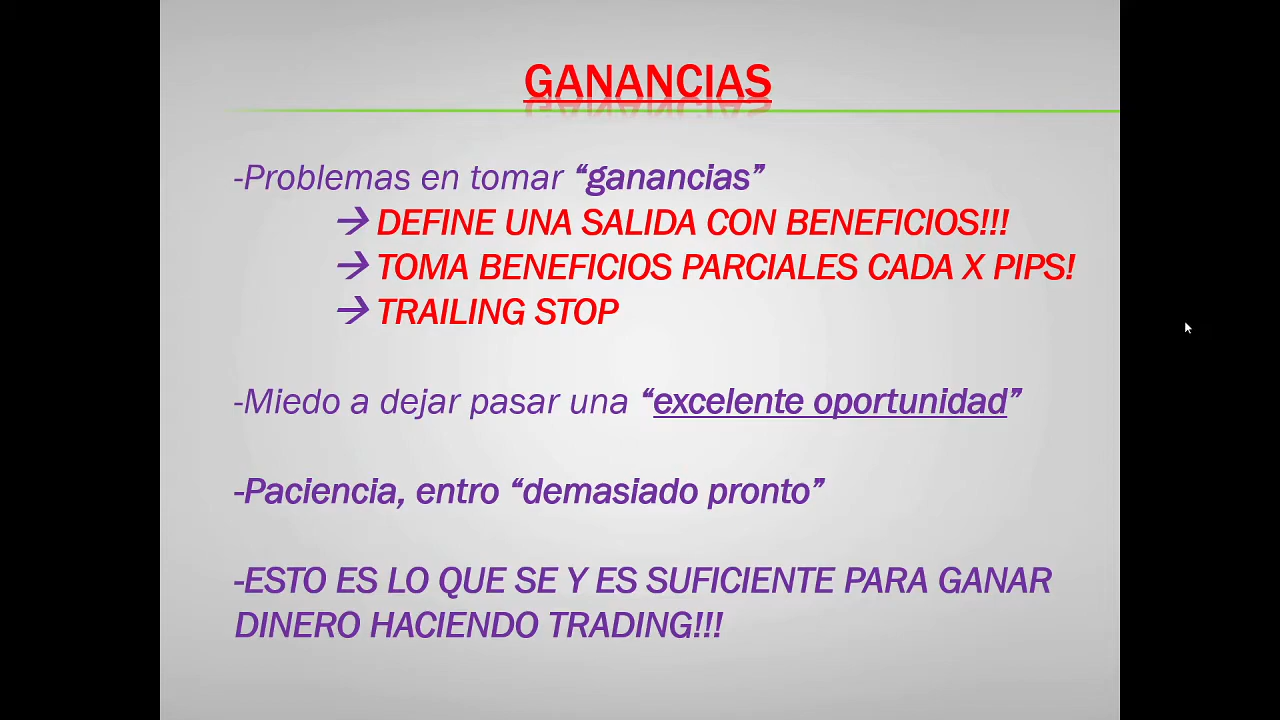 GANANCIAS
-Problemas en tomar “ganancias”
→ DEFINE UNA SALIDA CON BENEFICIOS!!!
→ TOMA BENEFICIOS PARCIALES CADA X PIPS!
→ TRAILING STOP
-Miedo a dejar pasar una “excelente oportunidad”
-Paciencia, entro “demasiado pronto”
-ESTO ES LO QUE SE Y ES SUFICIENTE PARA GANAR
DINERO HACIENDO TRADING!!!